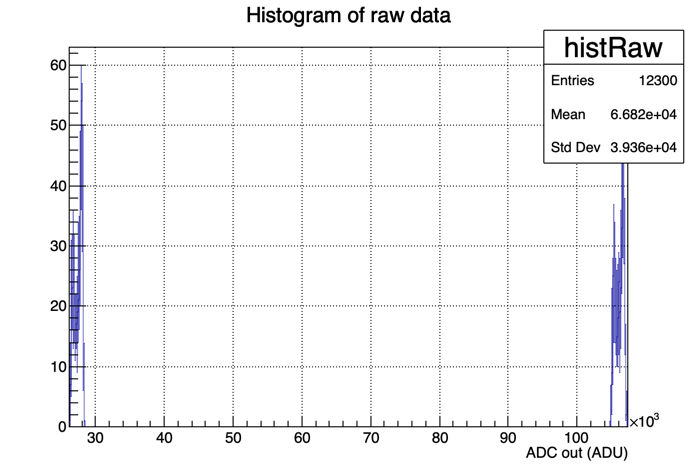 Histogram of raw data
histRaw
Entries 12300
Mean 6.682e+04
Std Dev 3.936e+04
60
50
40
30
20
10
0
30 40 50 60 70 80 90 100
×10³
ADC out (ADU)